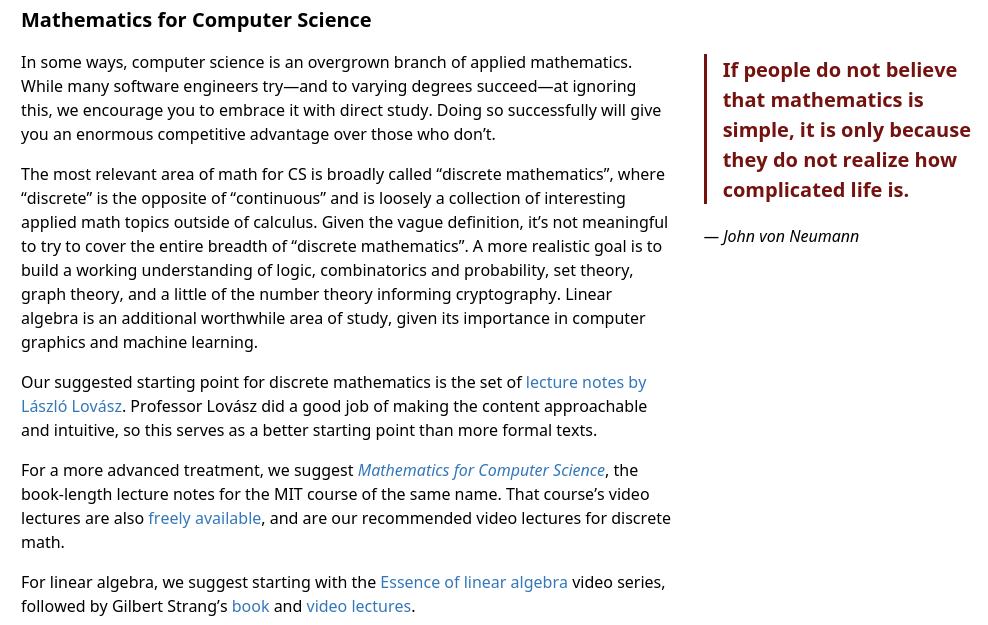 Mathematics for Computer Science
In some ways, computer science is an overgrown branch of applied mathematics.
While many software engineers try—and to varying degrees succeed—at ignoring
this, we encourage you to embrace it with direct study. Doing so successfully will give
you an enormous competitive advantage over those who don’t.
The most relevant area of math for CS is broadly called “discrete mathematics”, where
“discrete” is the opposite of “continuous” and is loosely a collection of interesting
applied math topics outside of calculus. Given the vague definition, it’s not meaningful
to try to cover the entire breadth of “discrete mathematics”. A more realistic goal is to
build a working understanding of logic, combinatorics and probability, set theory,
graph theory, and a little of the number theory informing cryptography. Linear
algebra is an additional worthwhile area of study, given its importance in computer
graphics and machine learning.
Our suggested starting point for discrete mathematics is the set of lecture notes by
László Lovász. Professor Lovász did a good job of making the content approachable
and intuitive, so this serves as a better starting point than more formal texts.
For a more advanced treatment, we suggest Mathematics for Computer Science, the
book-length lecture notes for the MIT course of the same name. That course’s video
lectures are also freely available, and are our recommended video lectures for discrete
math.
For linear algebra, we suggest starting with the Essence of linear algebra video series,
followed by Gilbert Strang’s book and video lectures.
If people do not believe
that mathematics is
simple, it is only because
they do not realize how
complicated life is.
— John von Neumann